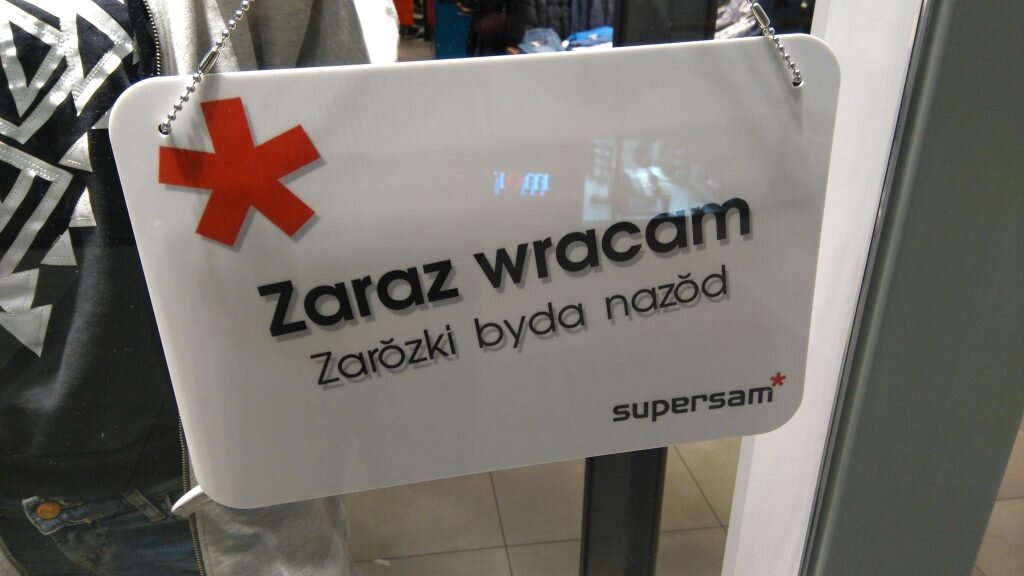 Zaraz wracam
Zarŏzki byda nazŏd
supersam*